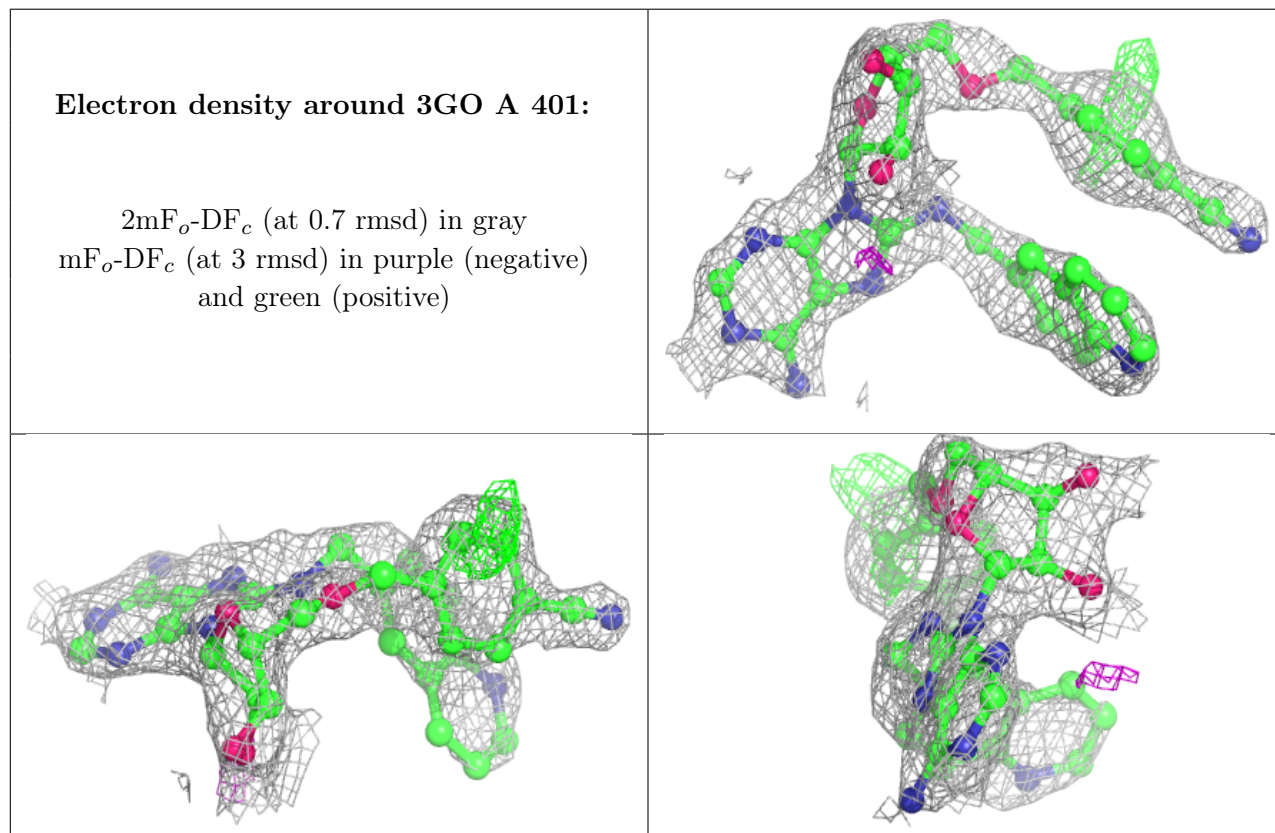 Electron density around 3GO A 401:
2mFₒ-DF𝒸 (at 0.7 rmsd) in gray
mFₒ-DF𝒸 (at 3 rmsd) in purple (negative)
and green (positive)